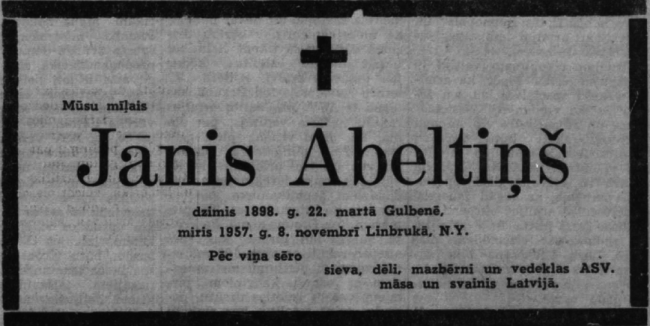 Mūsu mīļais
Jānis Ābeltiņš
dzimis 1898. g. 22. martā Gulbenē,
miris 1957. g. 8. novembrī Linbrukā, N.Y.
Pēc viņa sēro
sieva, dēli, mazbērni un vedeklas ASV.
māsa un svainis Latvijā.